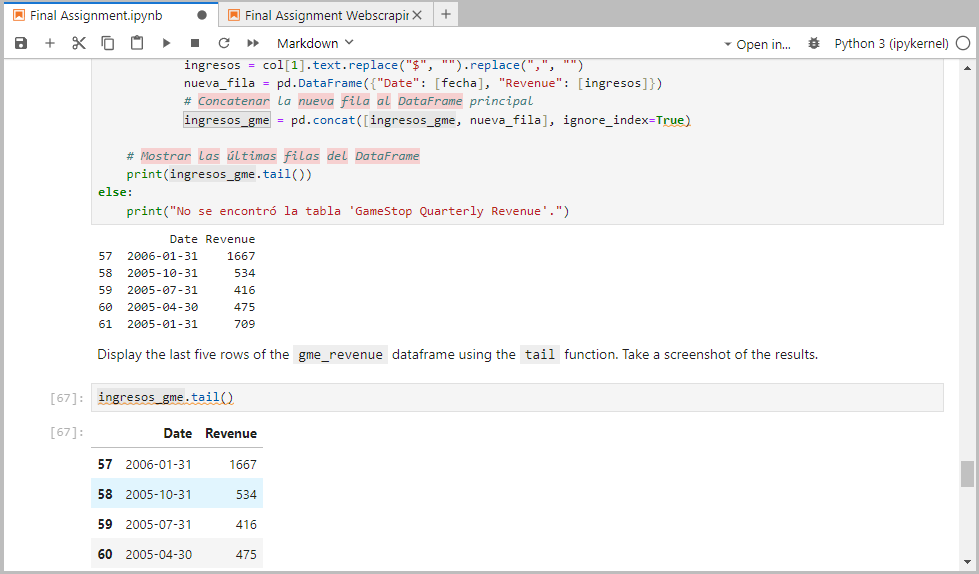 Final Assignment.ipynb
Final Assignment Webscrapin
Markdown
Open in...
Python 3 (ipykernel)
ingresos = col[1].text.replace("$", "").replace(",", "")
nueva_fila = pd.DataFrame({"Date": [fecha], "Revenue": [ingresos]})
# Concatenar la nueva fila al DataFrame principal
ingresos_gme = pd.concat([ingresos_gme, nueva_fila], ignore_index=True)
# Mostrar las últimas filas del DataFrame
print(ingresos_gme.tail())
else:
print("No se encontró la tabla 'GameStop Quarterly Revenue'.")
Date Revenue
57 2006-01-31 1667
58 2005-10-31 534
59 2005-07-31 416
60 2005-04-30 475
61 2005-01-31 709
Display the last five rows of the gme_revenue dataframe using the tail function. Take a screenshot of the results.
[67]: ingresos_gme.tail()
[67]: Date Revenue
57 2006-01-31 1667
58 2005-10-31 534
59 2005-07-31 416
60 2005-04-30 475